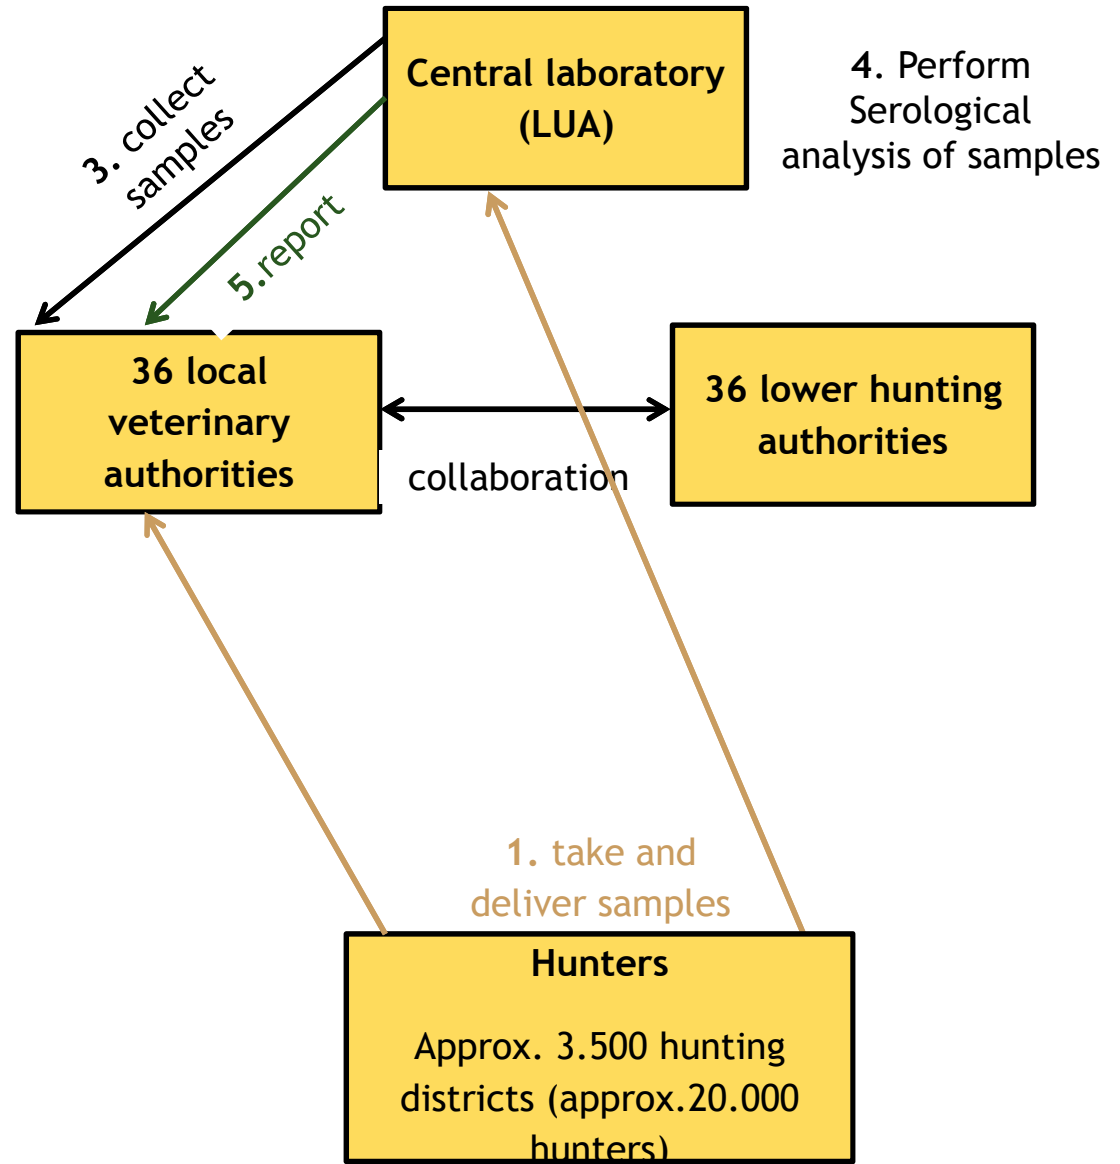 Central laboratory
(LUA)
4. Perform
Serological
analysis of samples
3. collect
samples
5.report
36 local
veterinary
authorities
36 lower hunting
authorities
collaboration
1. take and
deliver samples
Hunters
Approx. 3.500 hunting
districts (approx.20.000
hunters)